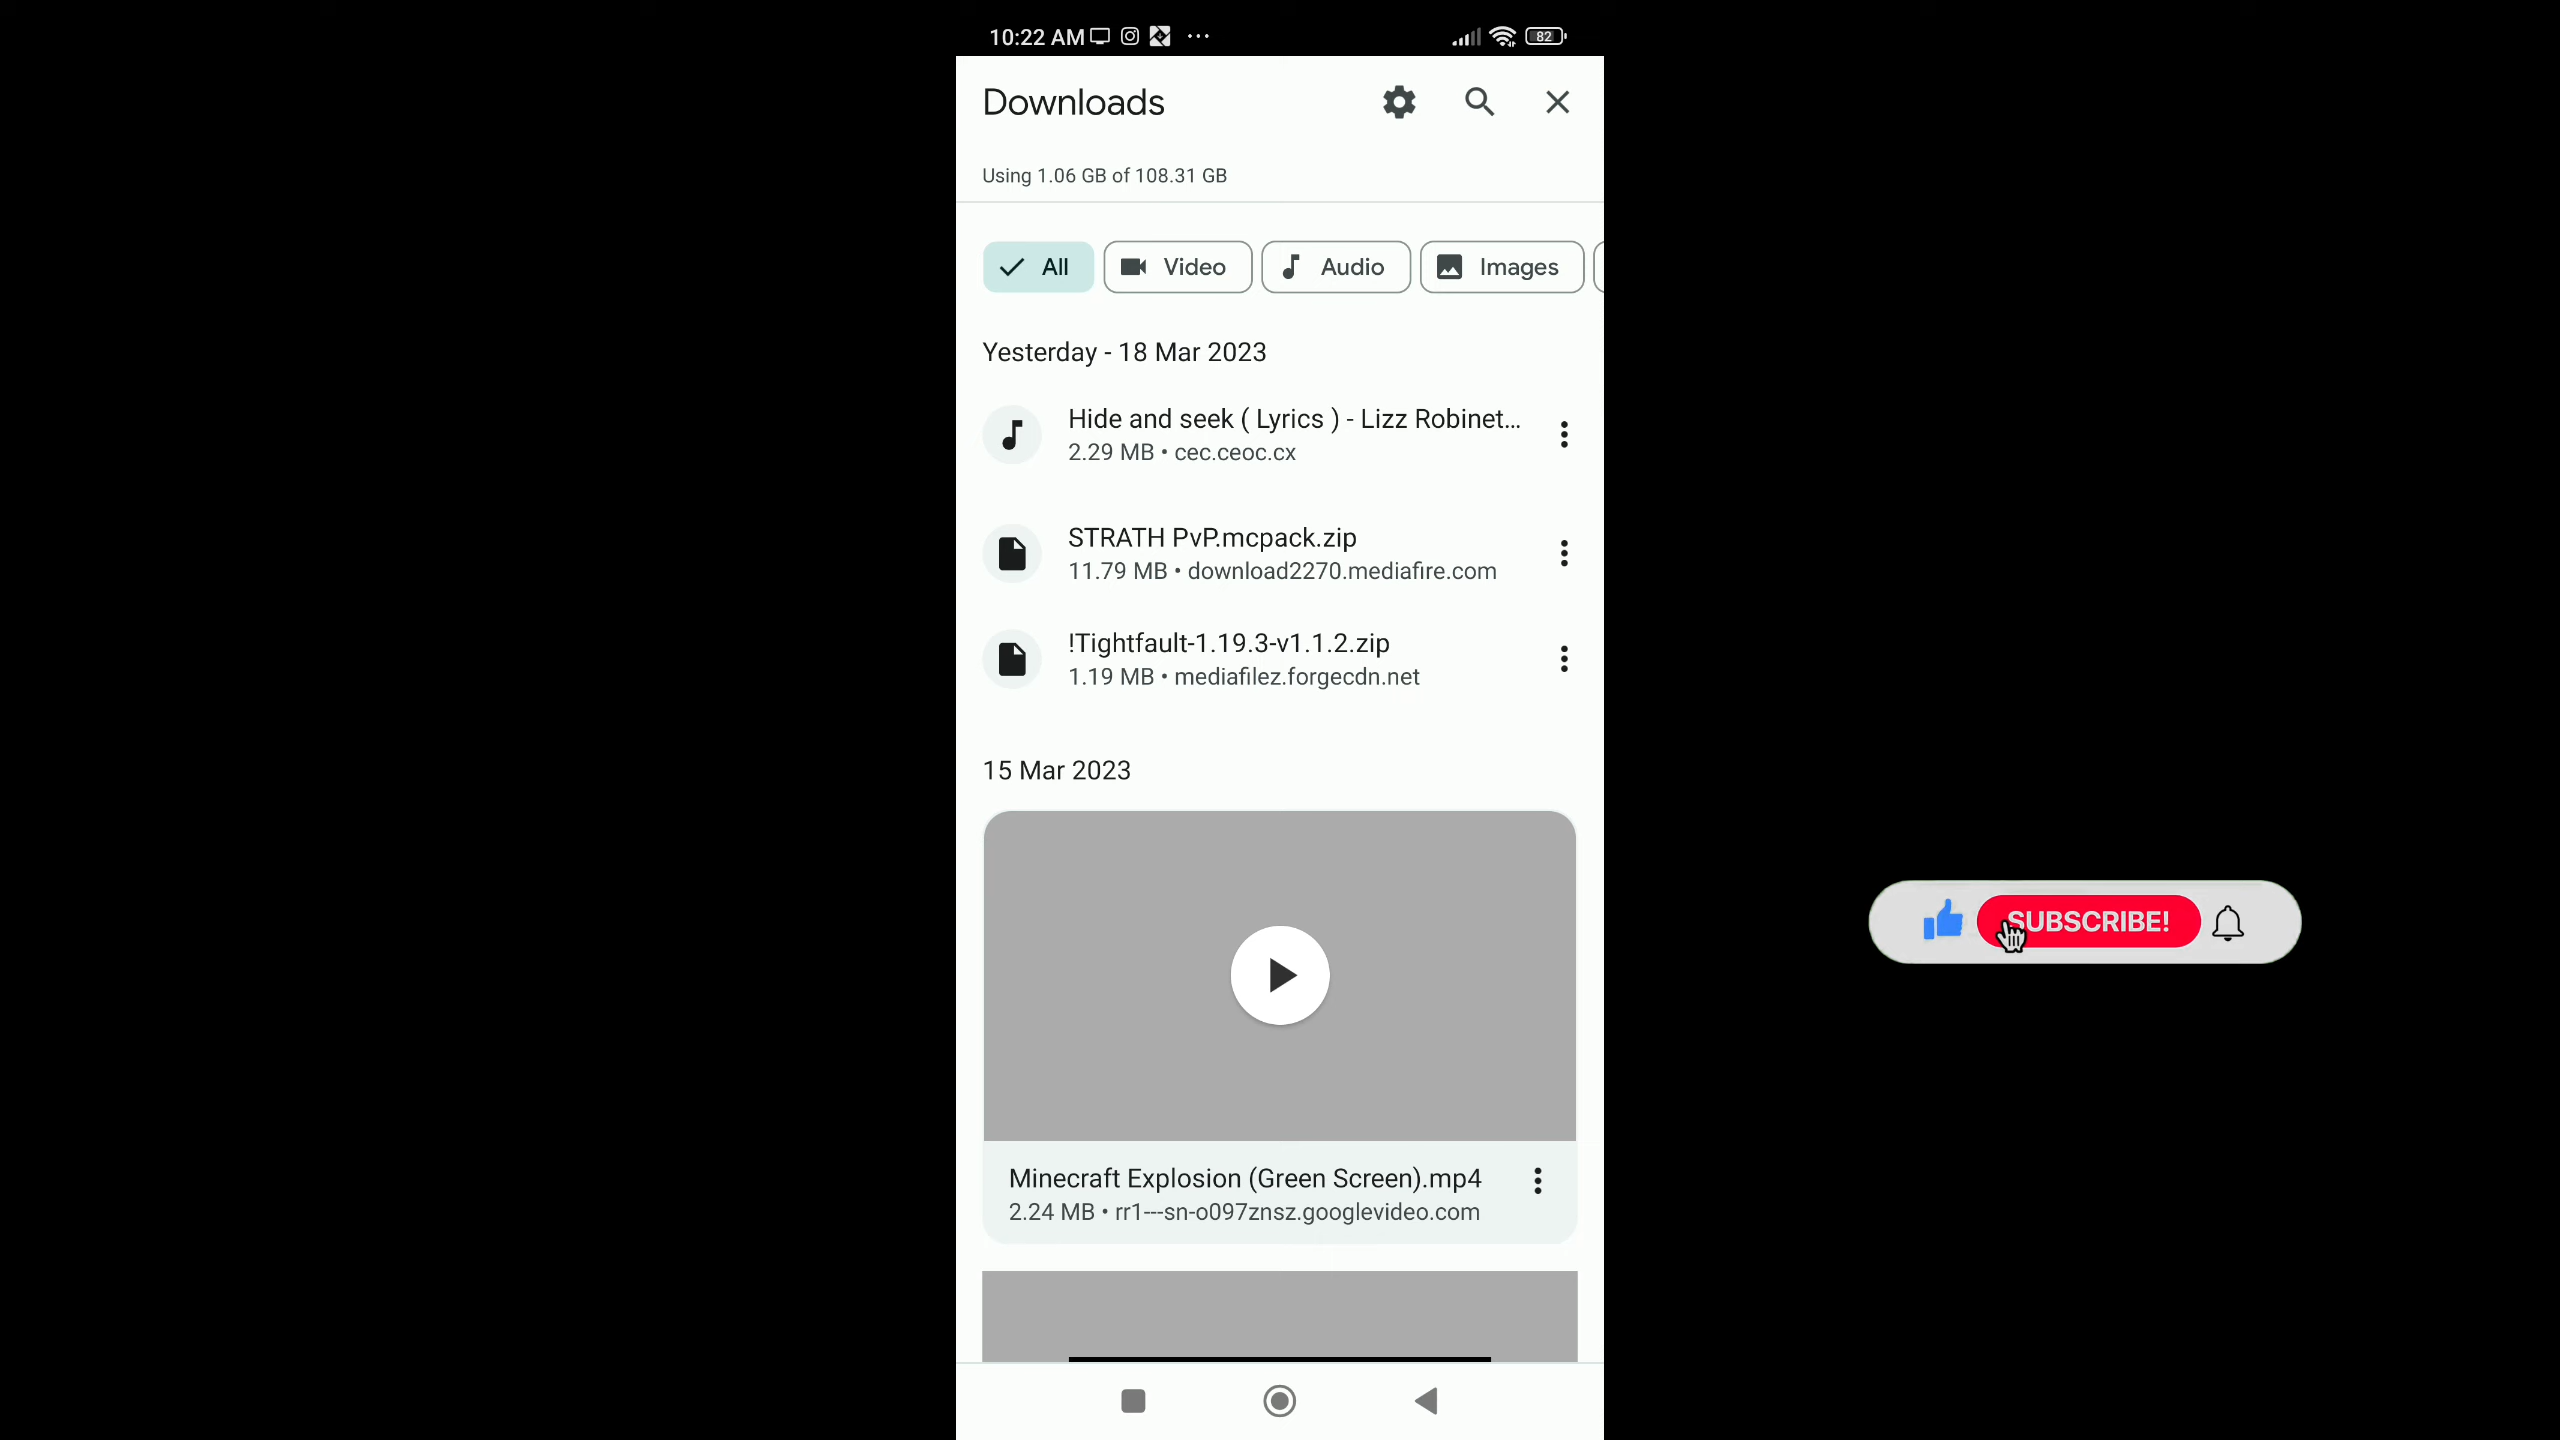 10:22 AM
82
Downloads
Using 1.06 GB of 108.31 GB
All
Video
Audio
Images
Yesterday - 18 Mar 2023
Hide and seek ( Lyrics ) - Lizz Robinet...
2.29 MB • cec.ceoc.cx
STRATH PvP.mcpack.zip
11.79 MB • download2270.mediafire.com
!Tightfault-1.19.3-v1.1.2.zip
1.19 MB • mediafilez.forgecdn.net
15 Mar 2023
SUBSCRIBE!
Minecraft Explosion (Green Screen).mp4
2.24 MB • rr1---sn-o097znsz.googlevideo.com